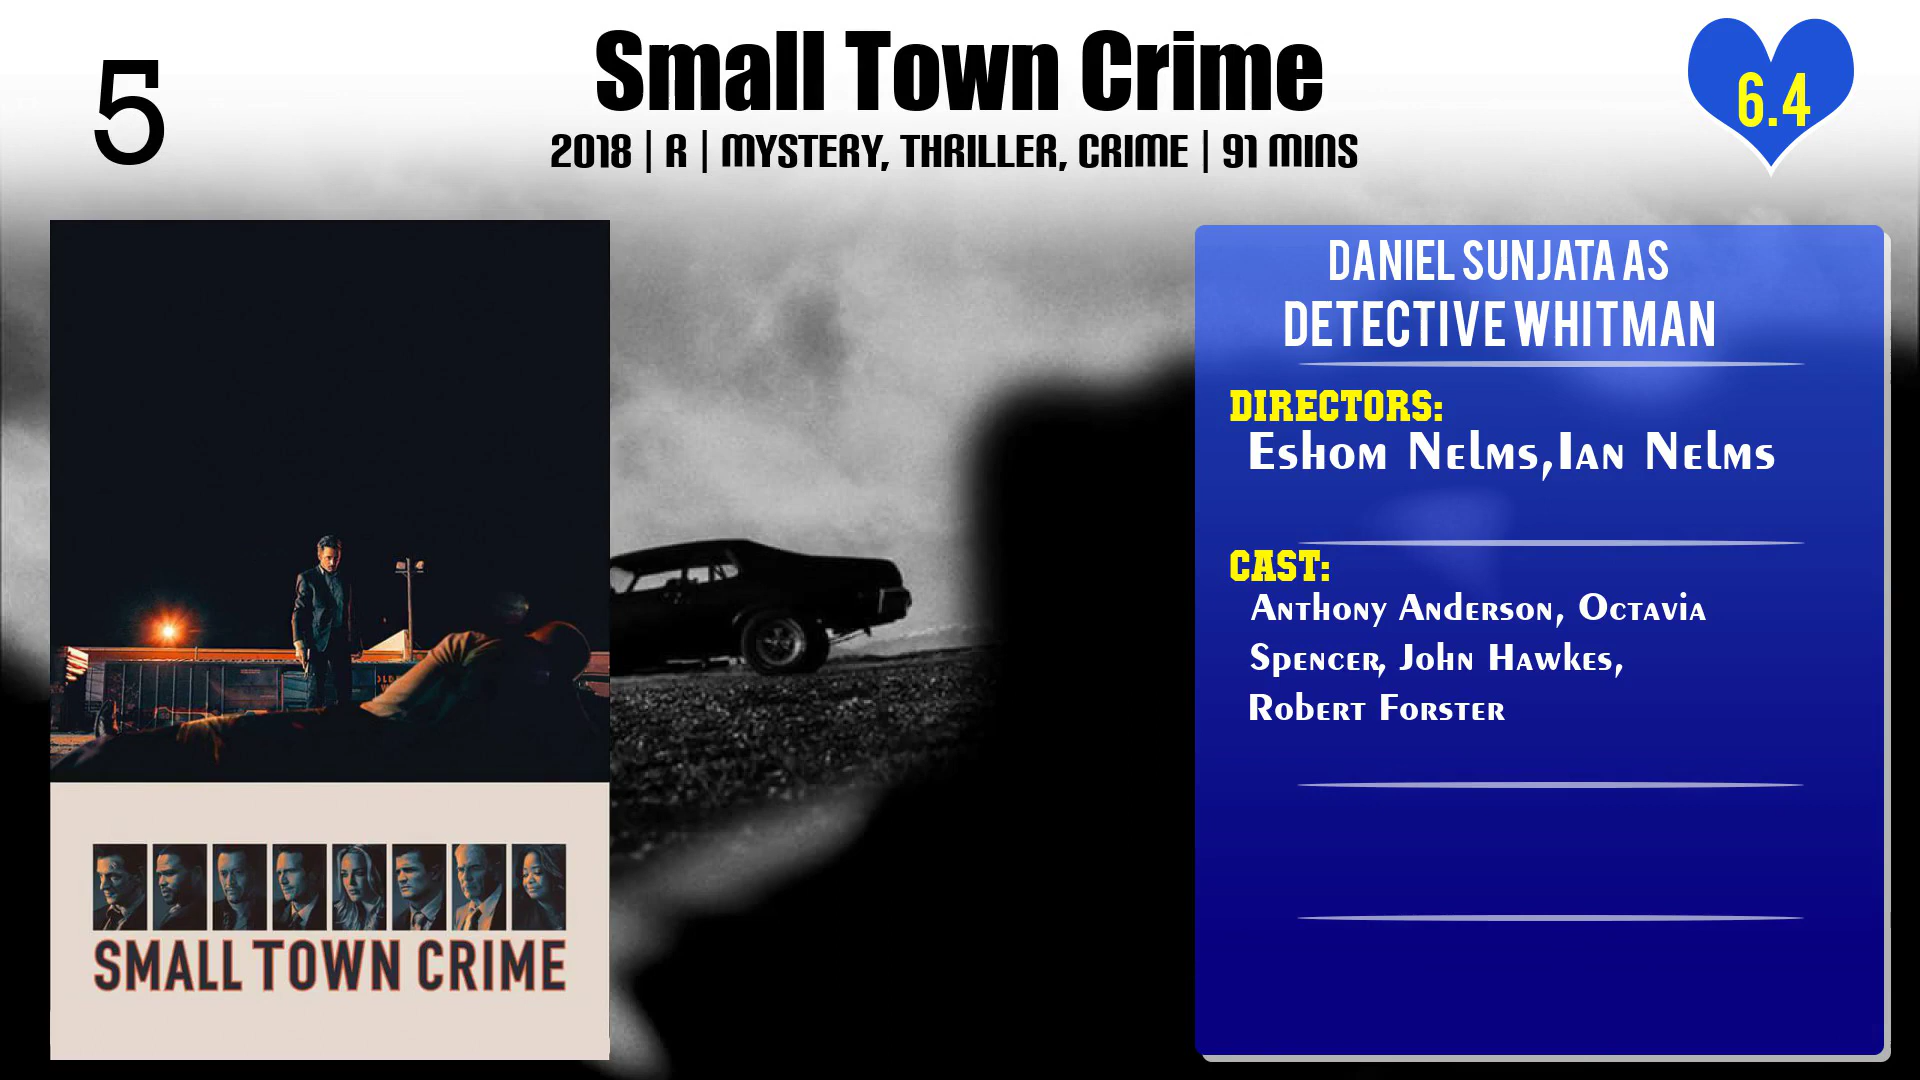 5
Small Town Crime
2018 | R | MYSTERY, THRILLER, CRIME | 91 MINS
6.4
DANIEL SUNJATA AS
DETECTIVE WHITMAN
DIRECTORS:
Eshom Nelms,Ian Nelms
CAST:
Anthony Anderson, Octavia
Spencer, John Hawkes,
Robert Forster
SMALL TOWN CRIME